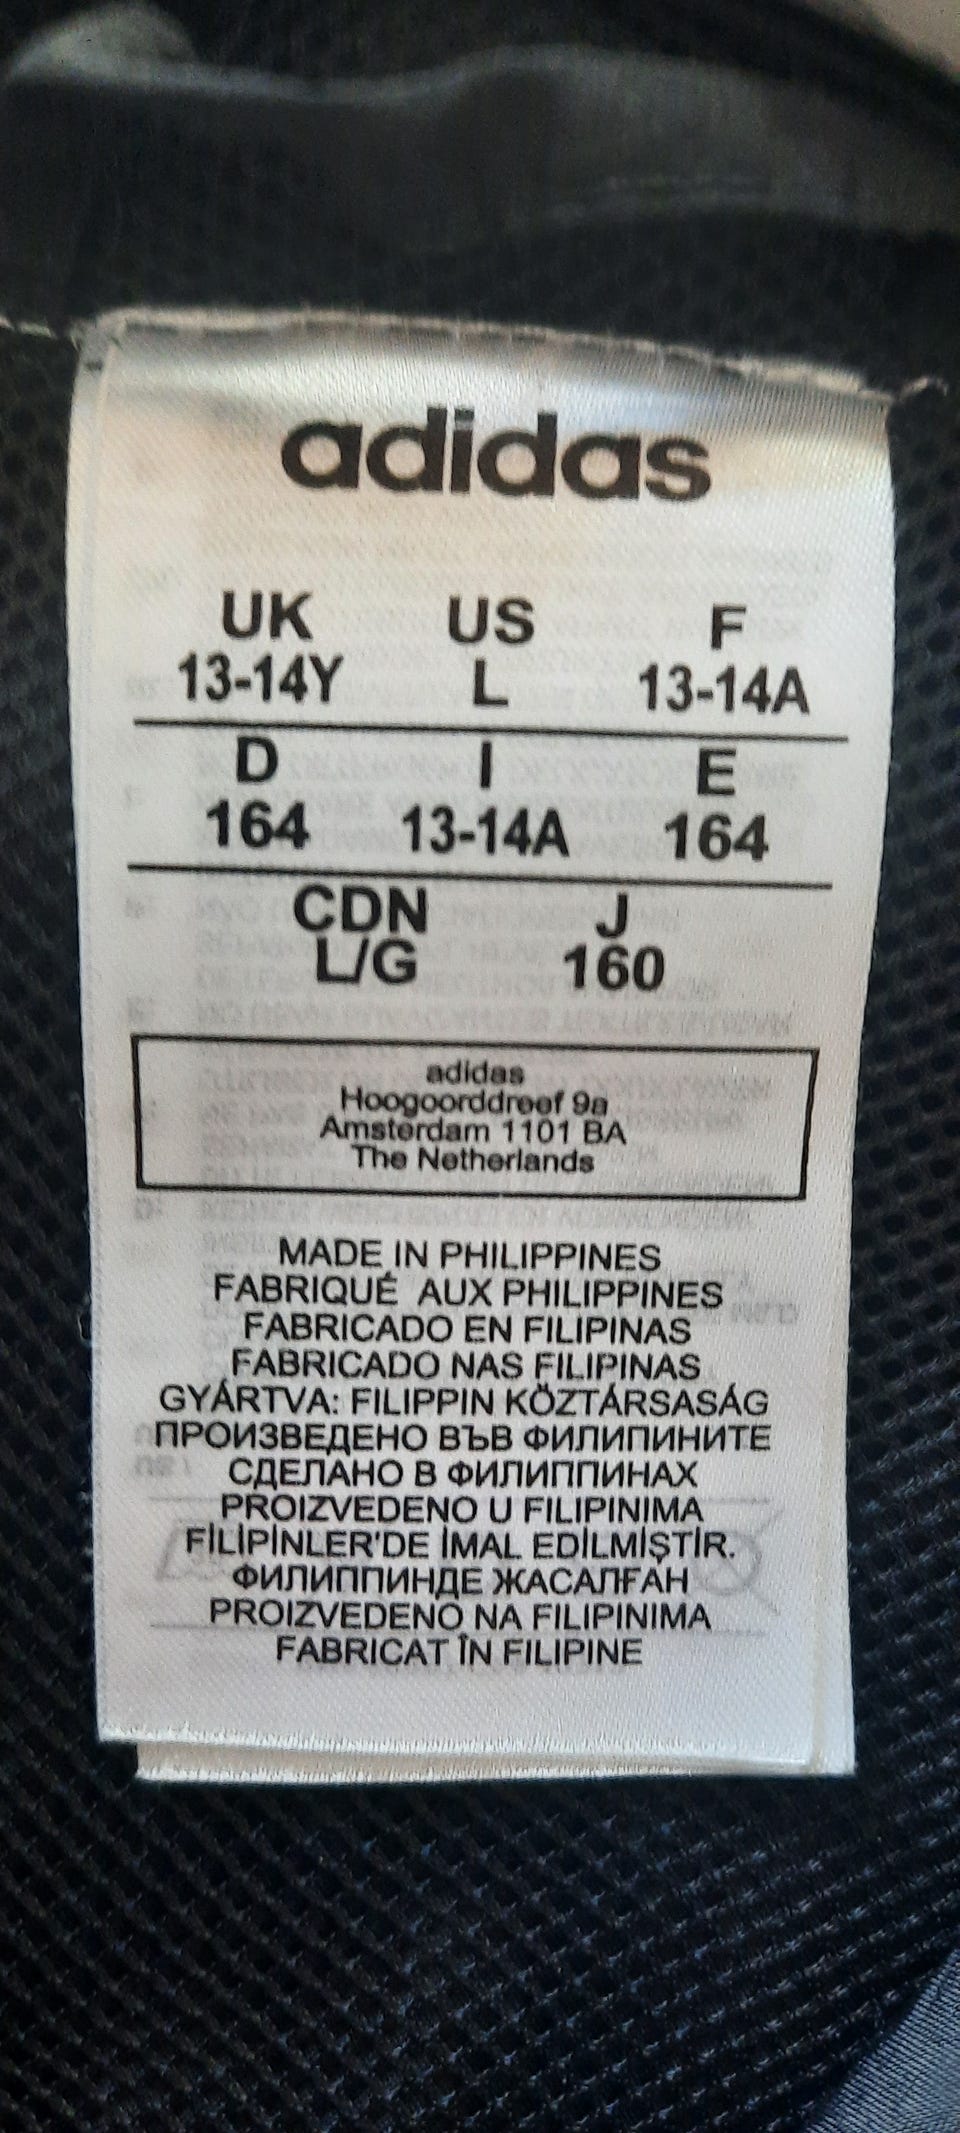 adidas
UK US F
13-14Y L 13-14A
D I E
164 13-14A 164
CDN J
L/G 160
adidas
Hoogoorddreef 9a
Amsterdam 1101 BA
The Netherlands
MADE IN PHILIPPINES
FABRIQUÉ AUX PHILIPPINES
FABRICADO EN FILIPINAS
FABRICADO NAS FILIPINAS
GYÁRTVA: FILIPPIN KÖZTÁRSASÁG
ПРОИЗВЕДЕНО ВЪВ ФИЛИПИНИТЕ
СДЕЛАНО В ФИЛИППИНАХ
PROIZVEDENO U FILIPINIMA
FİLİPİNLER'DE İMAL EDİLMİŞTİR.
ФИЛИППИНДЕ ЖАСАЛҒАН
PROIZVEDENO NA FILIPINIMA
FABRICAT ÎN FILIPINE